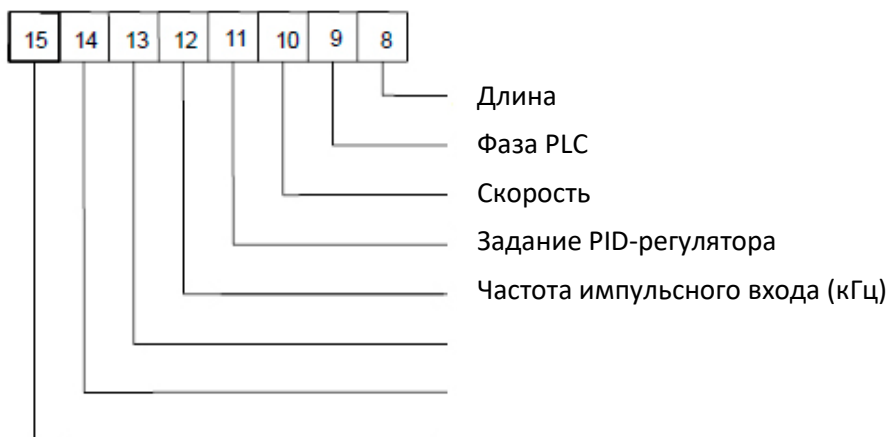 15 14 13 12 11 10 9 8
Длина
Фаза PLC
Скорость
Задание PID-регулятора
Частота импульсного входа (кГц)